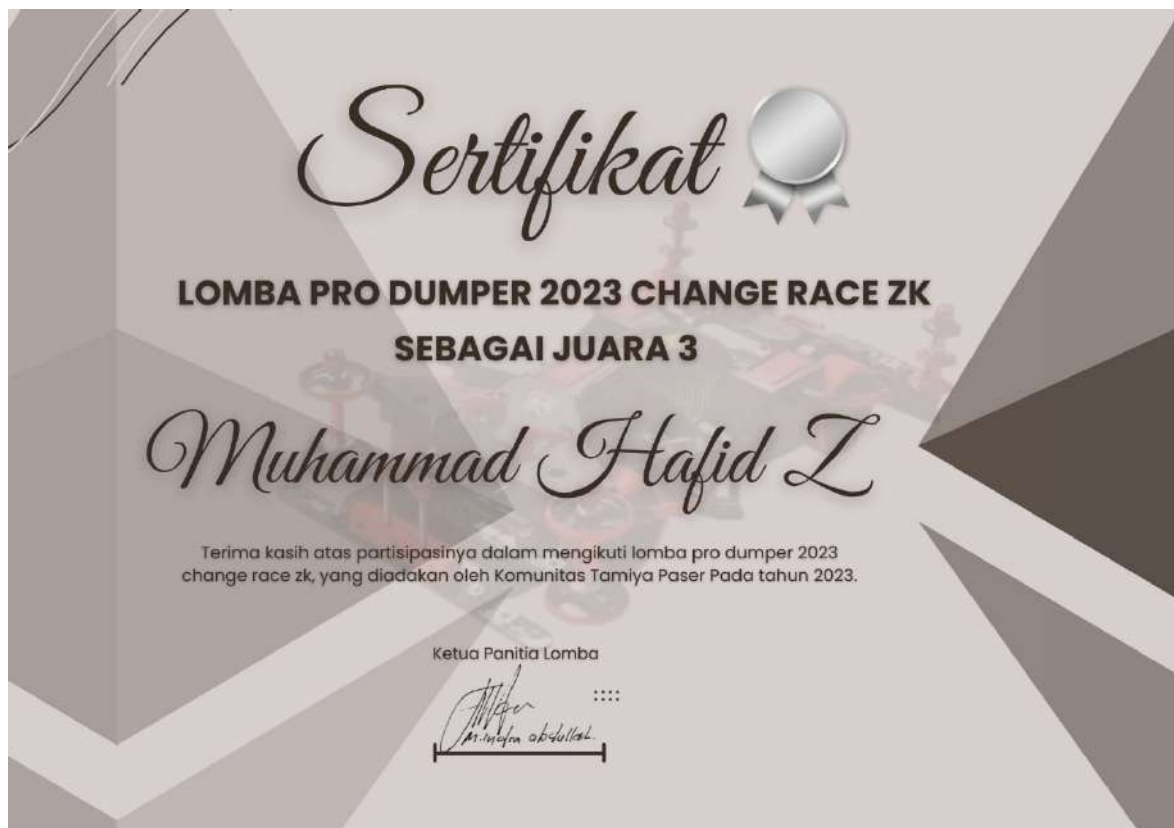 Sertifikat
LOMBA PRO DUMPER 2023 CHANGE RACE ZK
SEBAGAI JUARA 3
Muhammad Hafid Z
Terima kasih atas partisipasinya dalam mengikuti lomba pro dumper 2023
change race zk, yang diadakan oleh Komunitas Tamiya Paser Pada tahun 2023.
Ketua Panitia Lomba
M.indra abdullah.